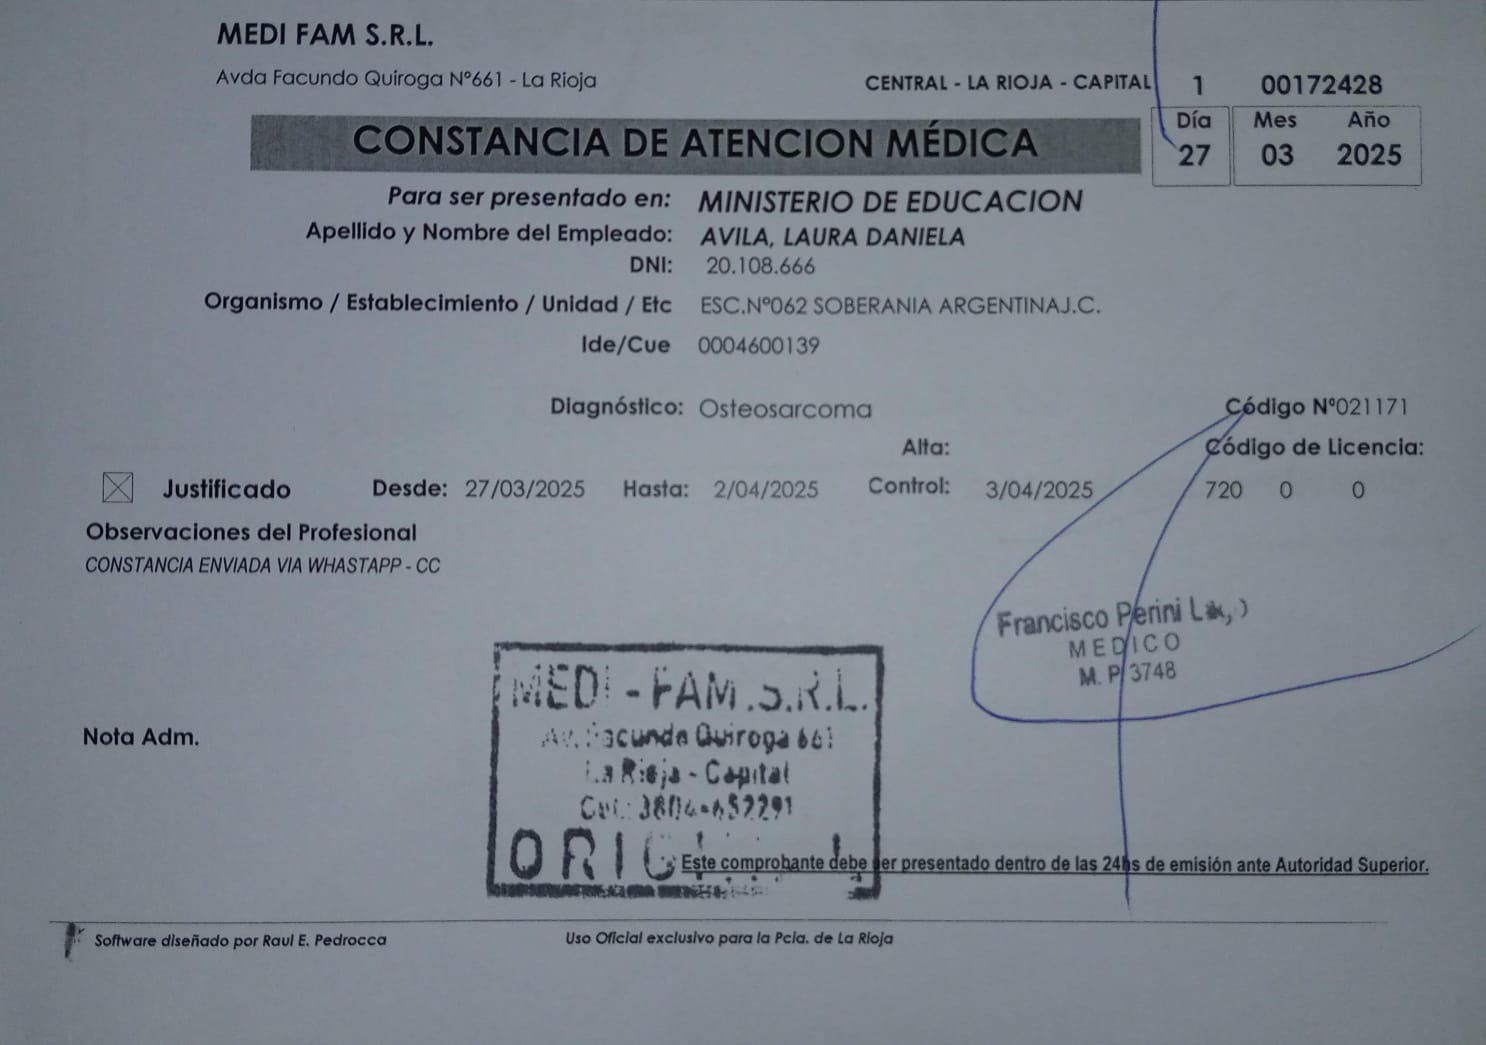 MEDI FAM S.R.L.
Avda Facundo Quiroga Nº661 - La Rioja
CENTRAL - LA RIOJA - CAPITAL 1 00172428
CONSTANCIA DE ATENCION MÉDICA
Día Mes Año
27 03 2025
Para ser presentado en: MINISTERIO DE EDUCACION
Apellido y Nombre del Empleado: AVILA, LAURA DANIELA
DNI: 20.108.666
Organismo / Establecimiento / Unidad / Etc ESC.Nº062 SOBERANIA ARGENTINAJ.C.
Ide/Cue 0004600139
Diagnóstico: Osteosarcoma Código Nº021171
Alta: Código de Licencia:
Justificado Desde: 27/03/2025 Hasta: 2/04/2025 Control: 3/04/2025 720 0 0
Observaciones del Profesional
CONSTANCIA ENVIADA VIA WHASTAPP - CC
Francisco Perini
MEDICO
M. P. 3748
MEDI - FAM.S.R.L.
Av. Facundo Quiroga 661
La Rioja - Capital
3804-652291
Nota Adm.
Este comprobante debe ser presentado dentro de las 24hs de emisión ante Autoridad Superior.
Software diseñado por Raul E. Pedrocca
Uso Oficial exclusivo para la Pcia. de La Rioja